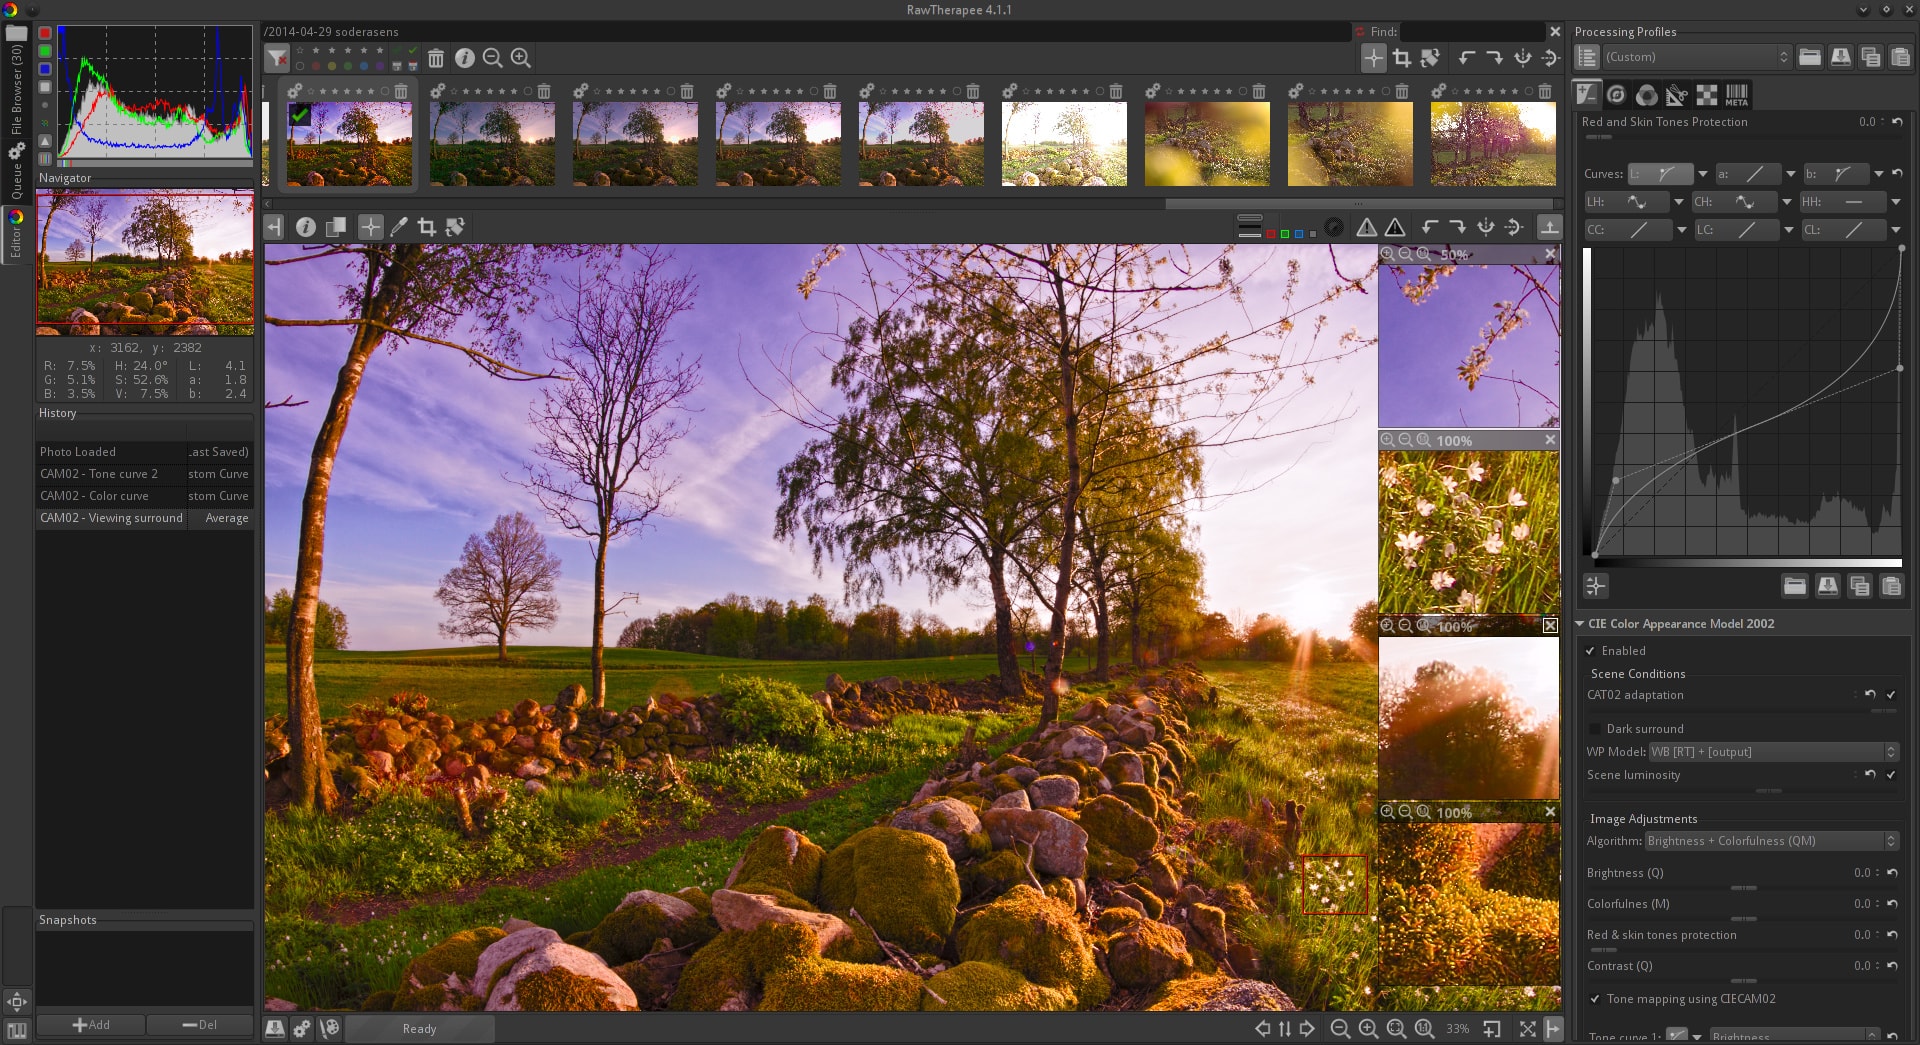 RawTherapee 4.1.1
File Browser (30)
Queue
Editor
/2014-04-29 soderasens
Find:
Navigator
x: 3162, y: 2382
R: 7.5% H: 24.0° L: 4.1
G: 5.1% S: 52.6% a: 1.8
B: 3.5% V: 7.5% b: 2.4
History
Photo Loaded Last Saved)
CAM02 - Tone curve 2 stom Curve
CAM02 - Color curve stom Curve
CAM02 - Viewing surround Average
Snapshots
Add
Del
50%
100%
100%
100%
Ready
33%
Processing Profiles
(Custom)
META
Red and Skin Tones Protection 0.0
Curves: L: a: b:
LH: CH: HH:
CC: LC: CL:
CIE Color Appearance Model 2002
Enabled
Scene Conditions
CAT02 adaptation
Dark surround
WP Model: WB [RT] + [output]
Scene luminosity
Image Adjustments
Algorithm: Brightness + Colorfulness (QM)
Brightness (Q) 0.0
Colorfulnes (M) 0.0
Red & skin tones protection 0.0
Contrast (Q) 0.0
Tone mapping using CIECAM02
Tone curve 1: Brightness